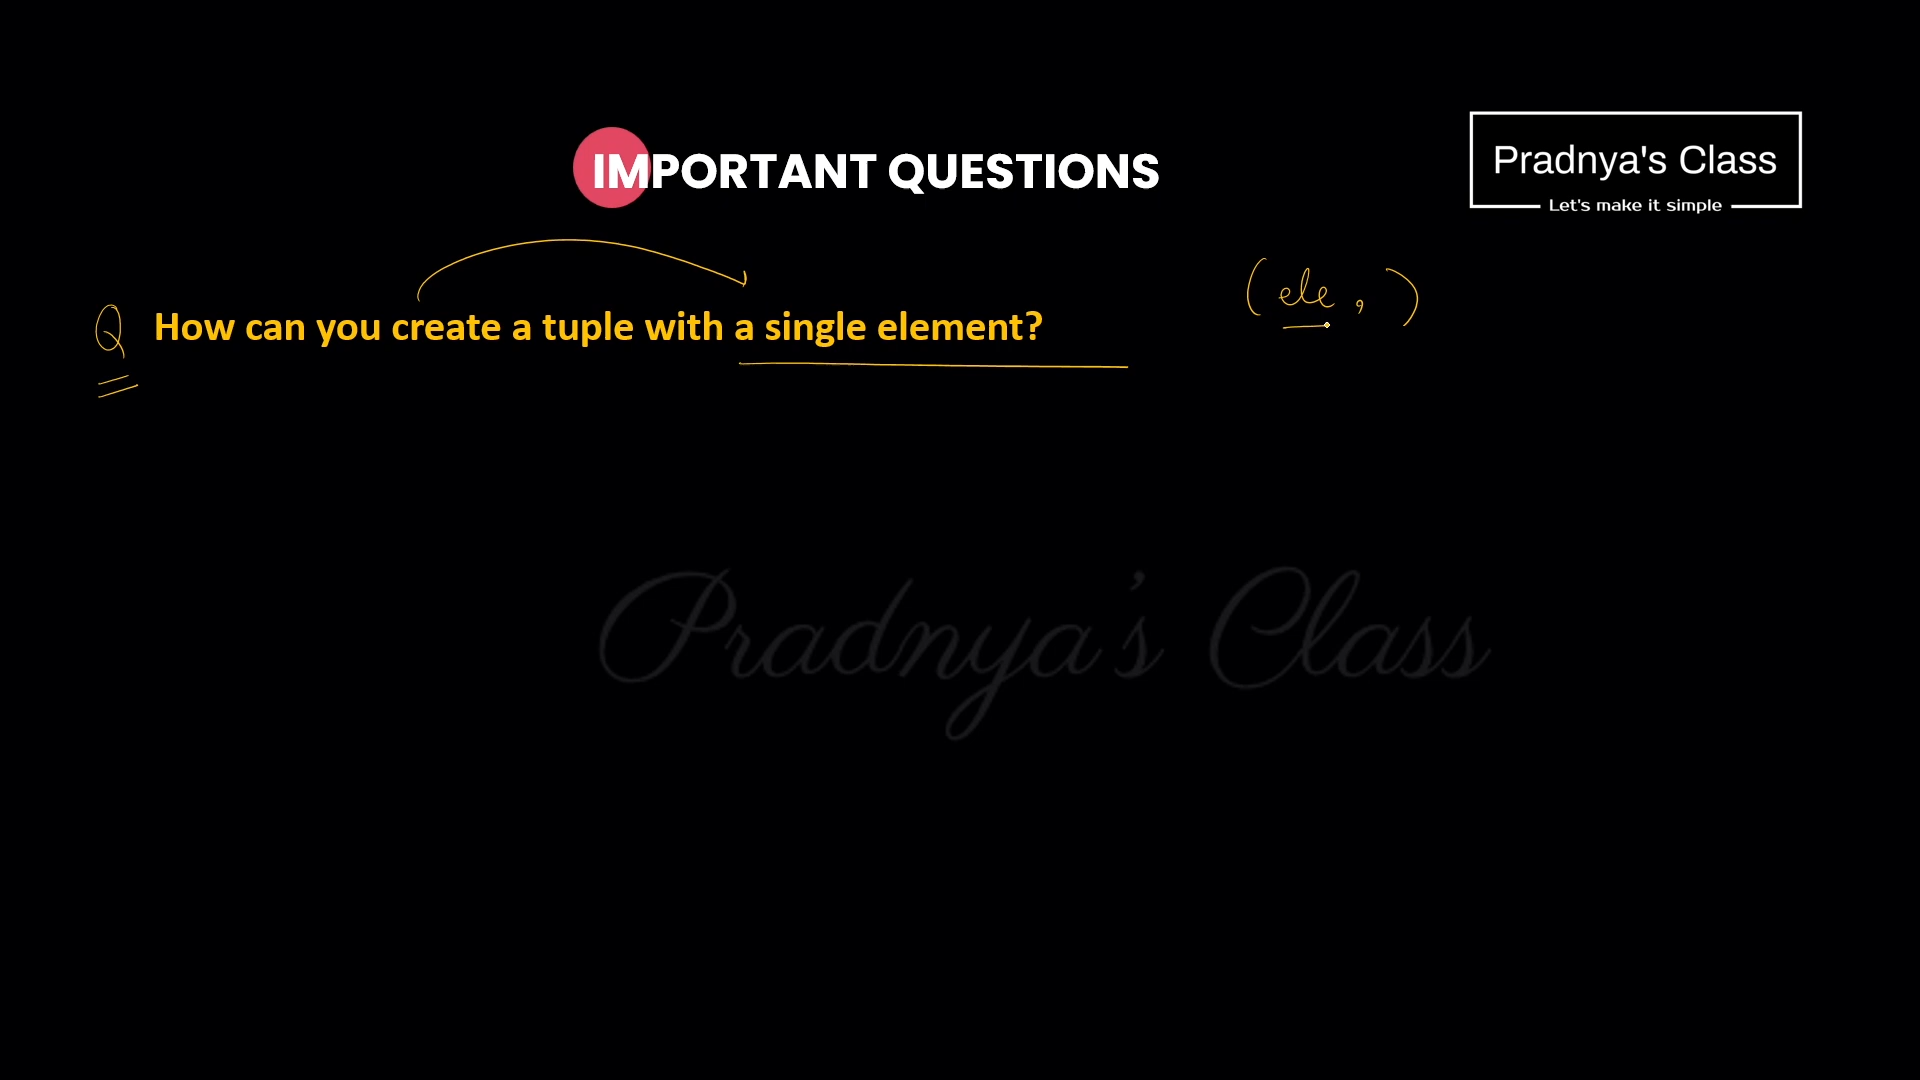 IMPORTANT QUESTIONS
Pradnya's Class
Let's make it simple
(ele, )
Q How can you create a tuple with a single element?
Pradnya's Class